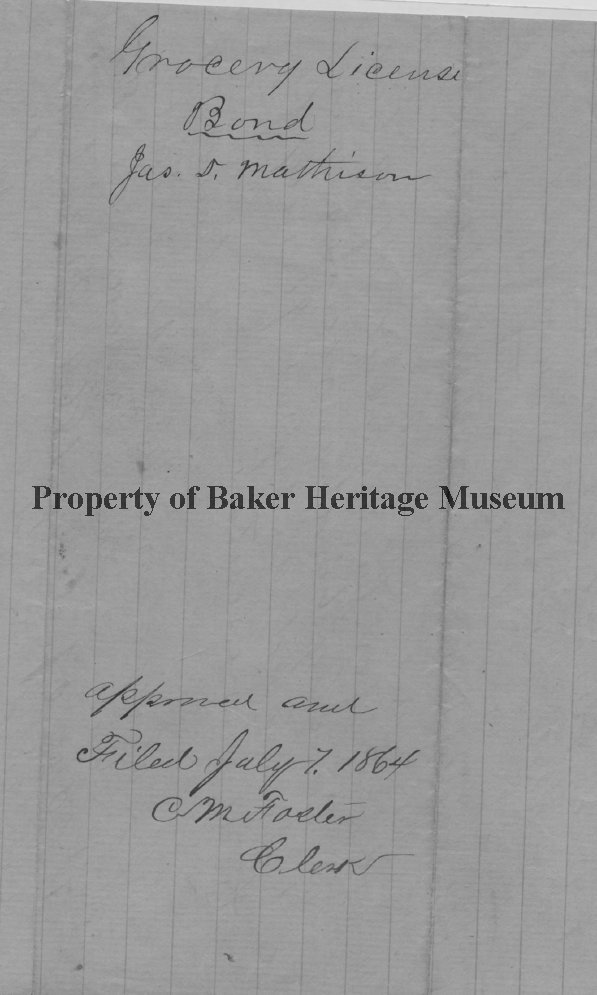 Grocery License
Bond
Jas. D. Mathison
Property of Baker Heritage Museum
approved and
Filed July 7. 1864
C M Foster
Clerk